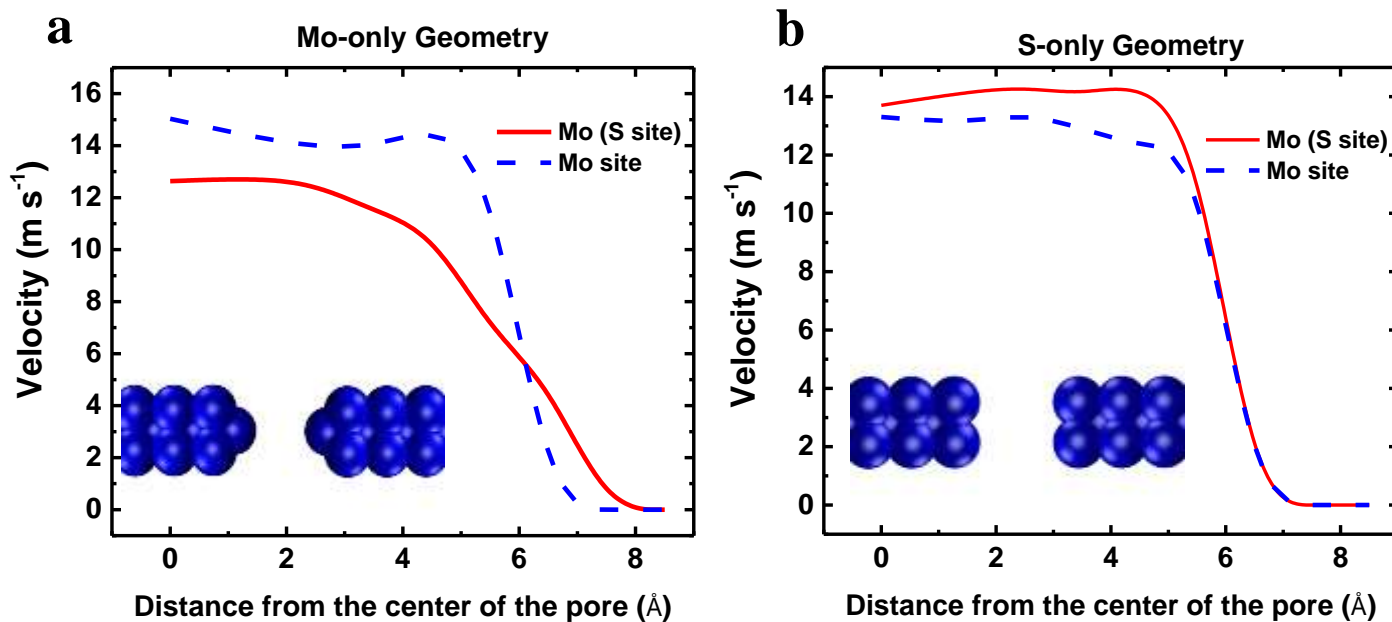 a
Mo-only Geometry
Velocity (m s-1)
16
14
12
10
8
6
4
2
0
Mo (S site)
Mo site
0 2 4 6 8
Distance from the center of the pore (Å)
b
S-only Geometry
Velocity (m s-1)
14
12
10
8
6
4
2
0
Mo (S site)
Mo site
0 2 4 6 8
Distance from the center of the pore (Å)